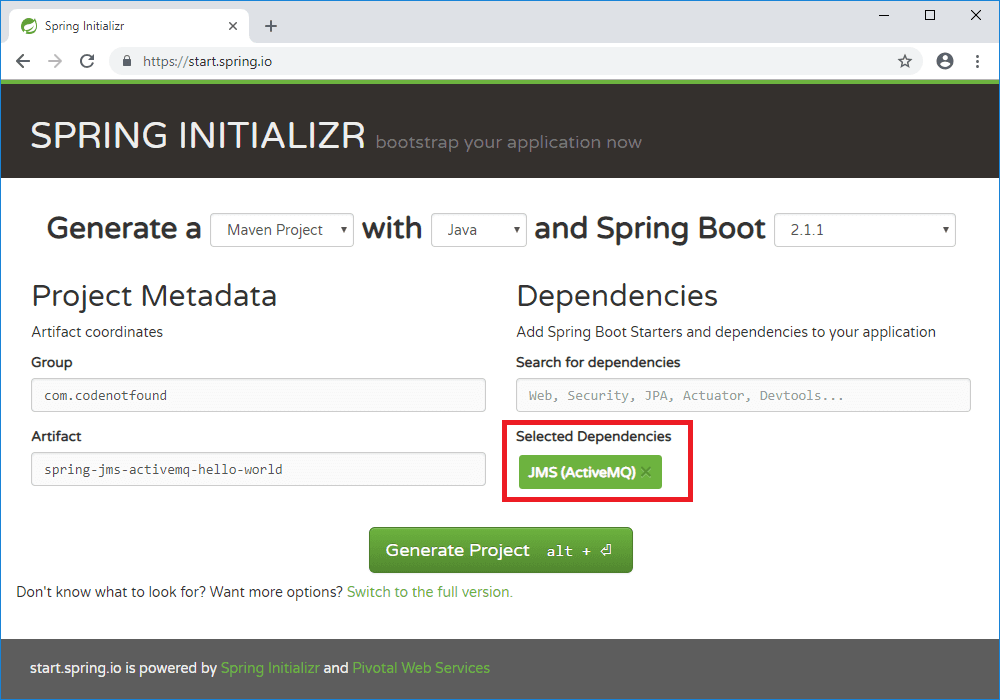 Spring Initializr
https://start.spring.io
SPRING INITIALIZR bootstrap your application now
Generate a Maven Project with Java and Spring Boot 2.1.1
Project Metadata
Artifact coordinates
Group
com.codenotfound
Artifact
spring-jms-activemq-hello-world
Dependencies
Add Spring Boot Starters and dependencies to your application
Search for dependencies
Web, Security, JPA, Actuator, Devtools...
Selected Dependencies
JMS (ActiveMQ) ×
Generate Project alt + ⏎
Don't know what to look for? Want more options? Switch to the full version.
start.spring.io is powered by Spring Initializr and Pivotal Web Services